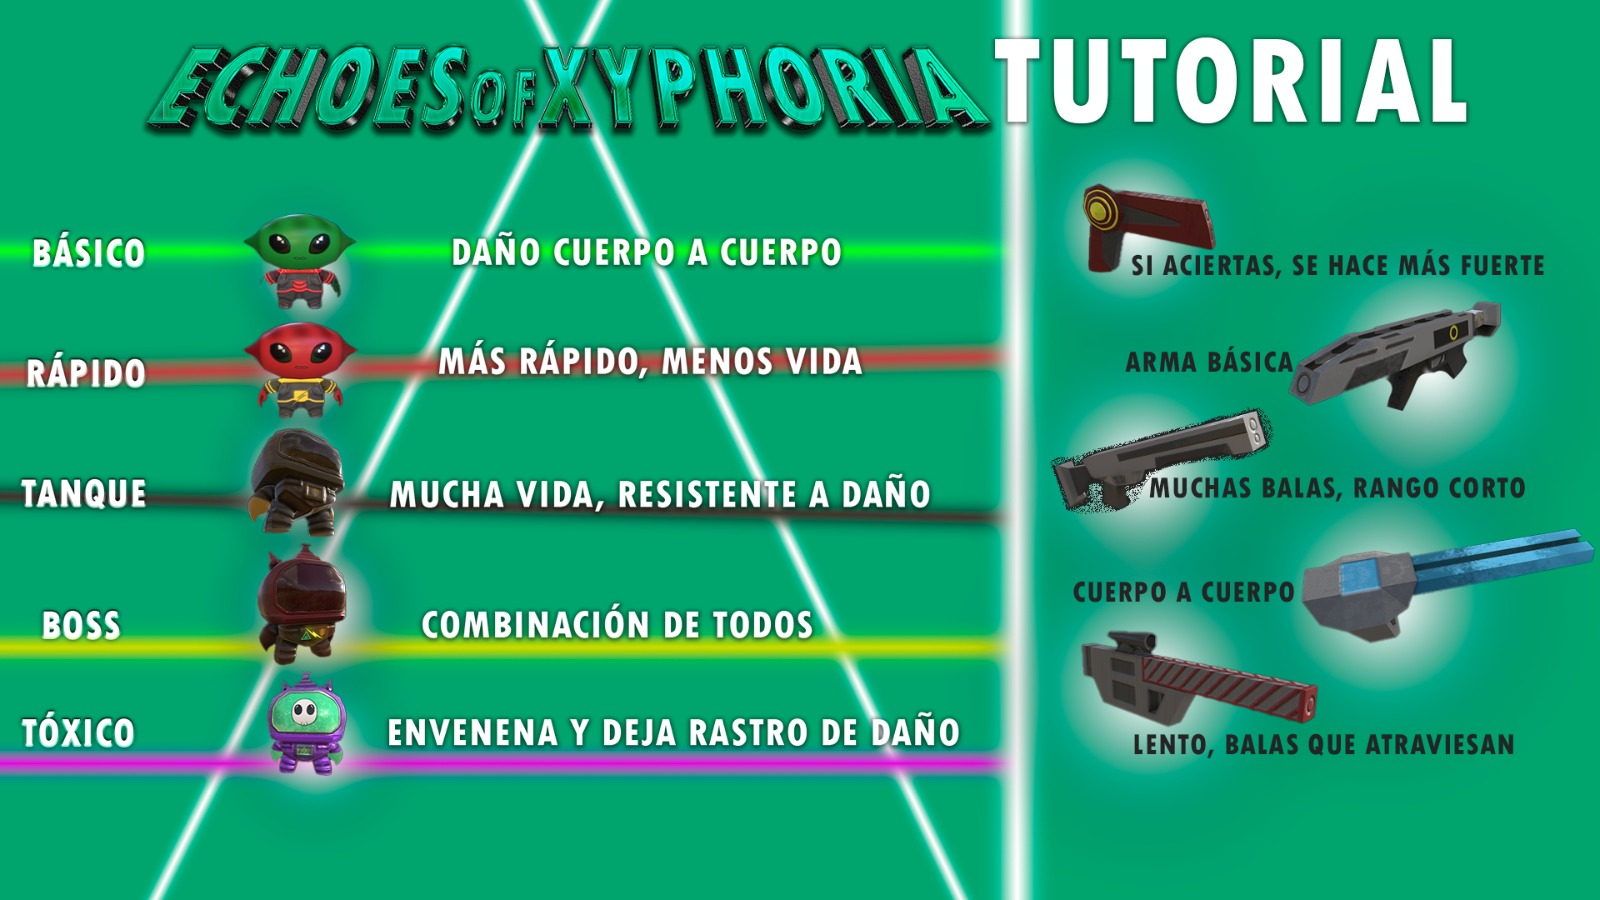 ECHOES OF XYPHORIA TUTORIAL
BÁSICO
DAÑO CUERPO A CUERPO
RÁPIDO
MÁS RÁPIDO, MENOS VIDA
TANQUE
MUCHA VIDA, RESISTENTE A DAÑO
BOSS
COMBINACIÓN DE TODOS
TÓXICO
ENVENENA Y DEJA RASTRO DE DAÑO
SI ACIERTAS, SE HACE MÁS FUERTE
ARMA BÁSICA
MUCHAS BALAS, RANGO CORTO
CUERPO A CUERPO
LENTO, BALAS QUE ATRAVIESAN